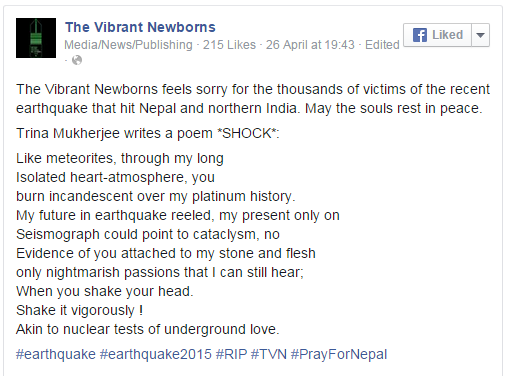 The Vibrant Newborns
Media/News/Publishing · 215 Likes · 26 April at 19:43 · Edited
·
Liked
The Vibrant Newborns feels sorry for the thousands of victims of the recent
earthquake that hit Nepal and northern India. May the souls rest in peace.
Trina Mukherjee writes a poem *SHOCK*:
Like meteorites, through my long
Isolated heart-atmosphere, you
burn incandescent over my platinum history.
My future in earthquake reeled, my present only on
Seismograph could point to cataclysm, no
Evidence of you attached to my stone and flesh
only nightmarish passions that I can still hear;
When you shake your head.
Shake it vigorously !
Akin to nuclear tests of underground love.
#earthquake #earthquake2015 #RIP #TVN #PrayForNepal